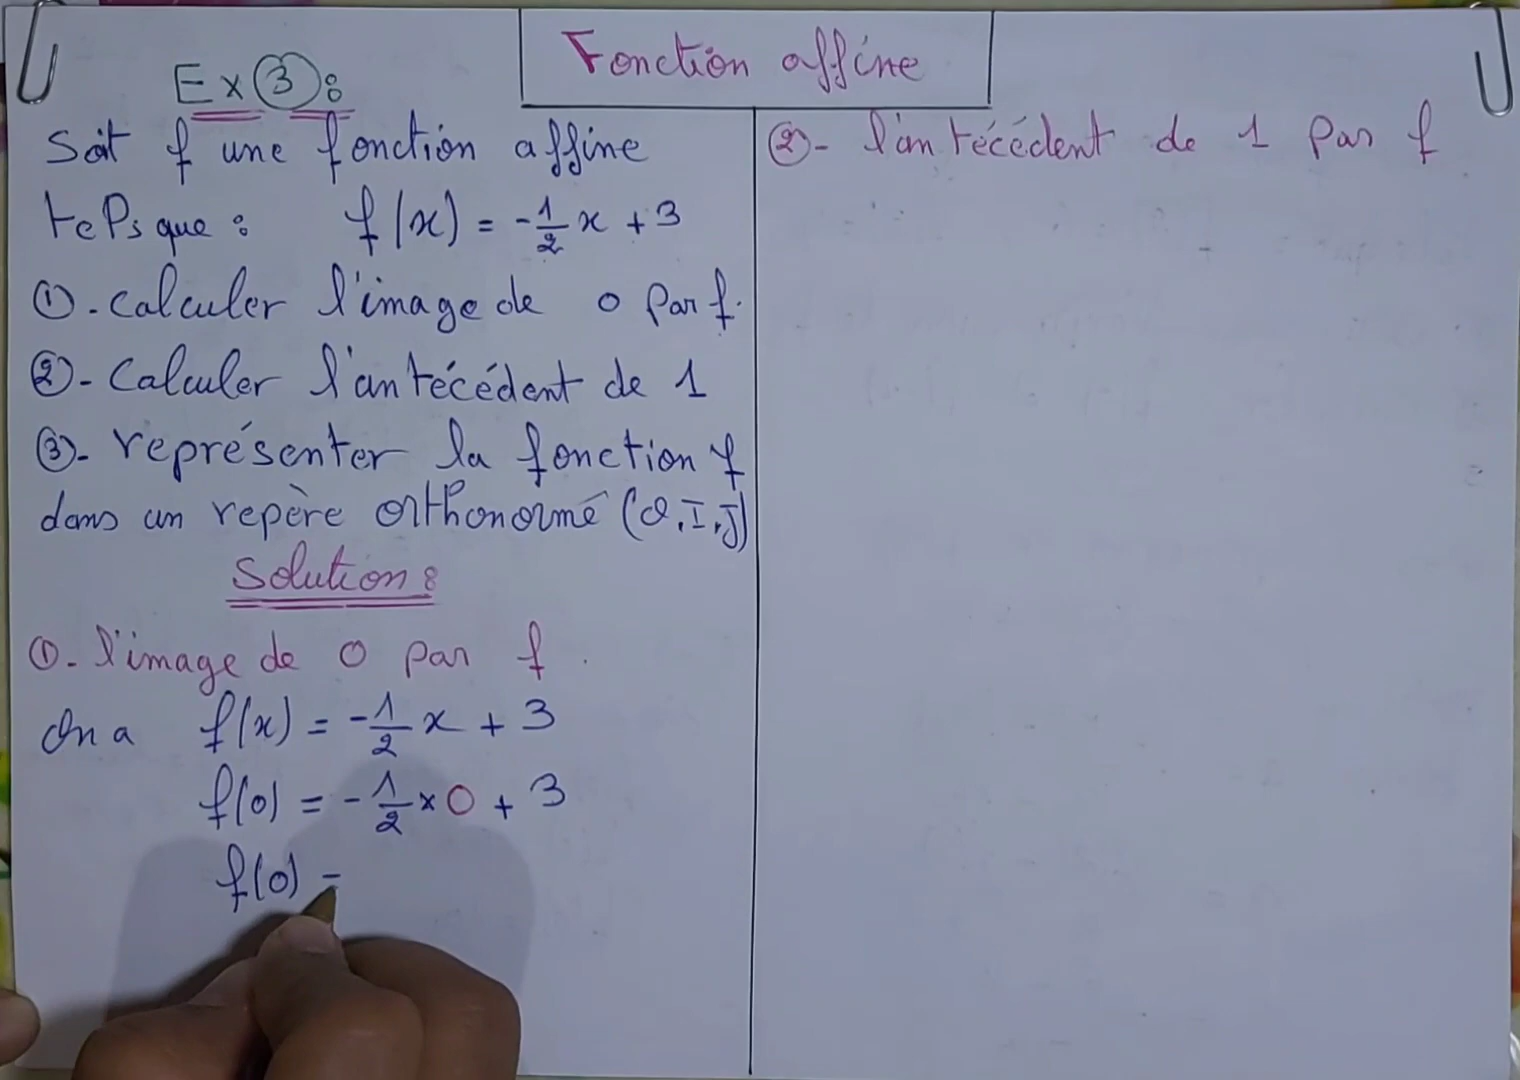 Fonction affine
Ex ③:
Soit f une fonction affine
tels que : f(x) = -1/2 x + 3
①- calculer l'image de 0 par f.
②- Calculer l'antécédent de 1
③- représenter la fonction f
dans un repère orthonormé (O,I,J)
Solution :
①- l'image de 0 par f.
On a f(x) = -1/2 x + 3
f(0) = -1/2 × 0 + 3
f(0) =
②- l'antécédent de 1 par f